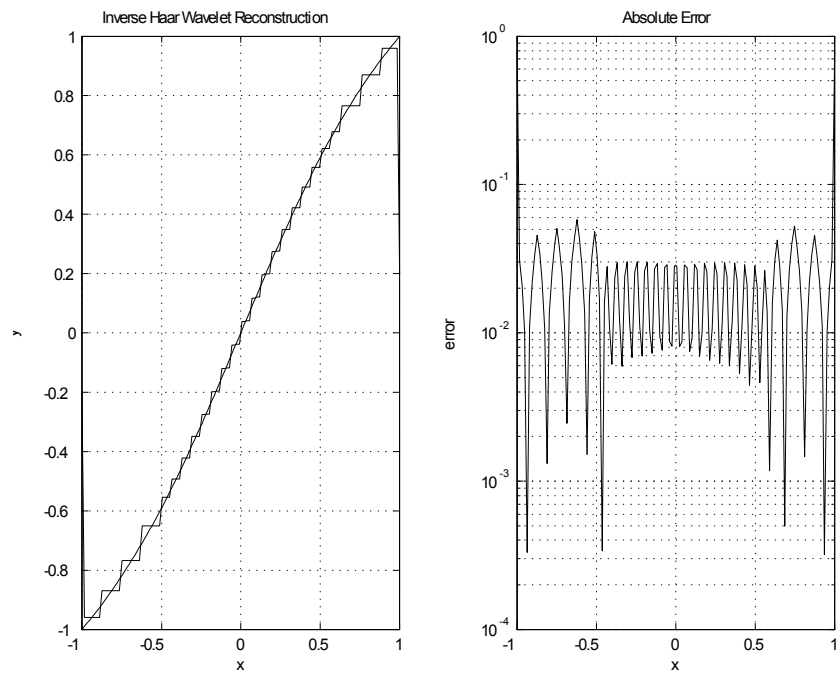 Inverse Haar Wavelet Reconstruction
1
0.8
0.6
0.4
0.2
0
-0.2
-0.4
-0.6
-0.8
-1
y
-1 -0.5 0 0.5 1
x
Absolute Error
10^0
10^-1
10^-2
10^-3
10^-4
error
-1 -0.5 0 0.5 1
x